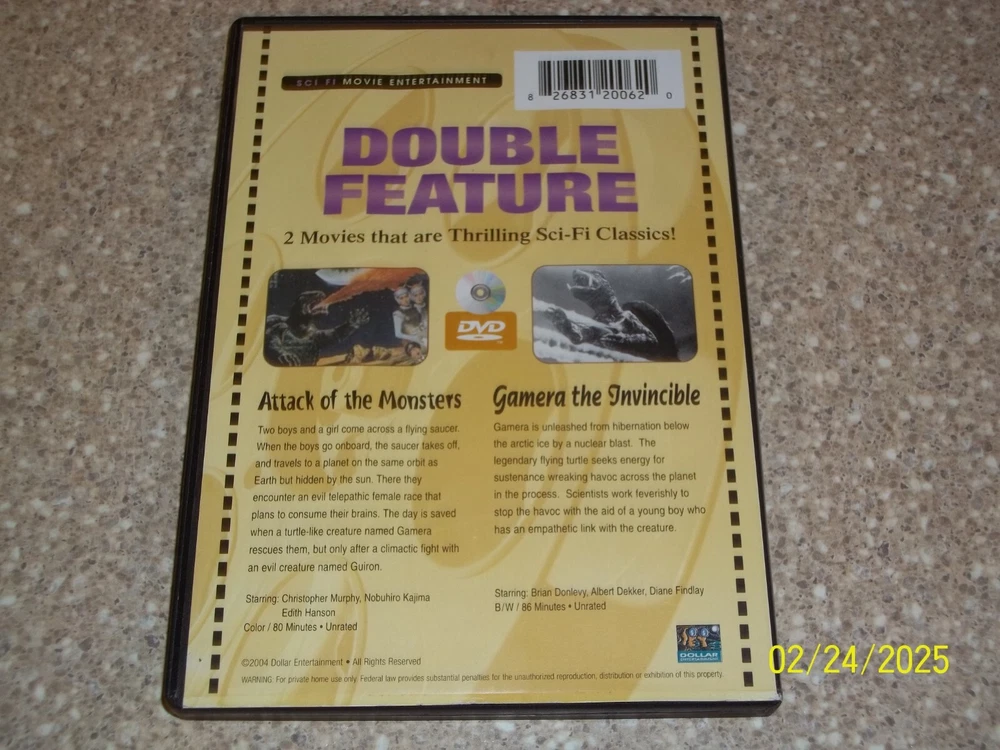 SCI FI MOVIE ENTERTAINMENT
8 26831 20062 0
DOUBLE
FEATURE
2 Movies that are Thrilling Sci-Fi Classics!
DVD
Attack of the Monsters
Two boys and a girl come across a flying saucer.
When the boys go onboard, the saucer takes off,
and travels to a planet on the same orbit as
Earth but hidden by the sun. There they
encounter an evil telepathic female race that
plans to consume their brains. The day is saved
when a turtle-like creature named Gamera
rescues them, but only after a climactic fight with
an evil creature named Guiron.
Starring: Christopher Murphy, Nobuhiro Kajima
Edith Hanson
Color / 80 Minutes • Unrated
Gamera the Invincible
Gamera is unleashed from hibernation below
the arctic ice by a nuclear blast. The
legendary flying turtle seeks energy for
sustenance wreaking havoc across the planet
in the process. Scientists work feverishly to
stop the havoc with the aid of a young boy who
has an empathetic link with the creature.
Starring: Brian Donlevy, Albert Dekker, Diane Findlay
B/W / 86 Minutes • Unrated
DOLLAR
ENTERTAINMENT
©2004 Dollar Entertainment • All Rights Reserved
WARNING: For private home use only. Federal law provides substantial penalties for the unauthorized reproduction, distribution or exhibition of this property.
02/24/2025